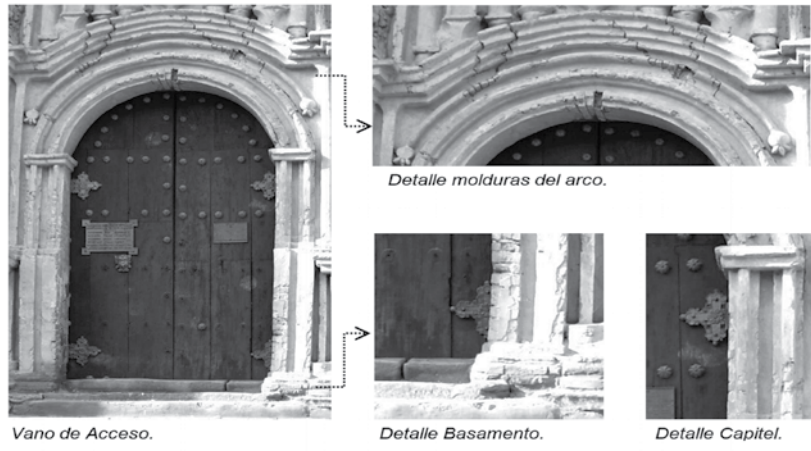 Detalle molduras del arco.
Vano de Acceso.
Detalle Basamento.
Detalle Capitel.